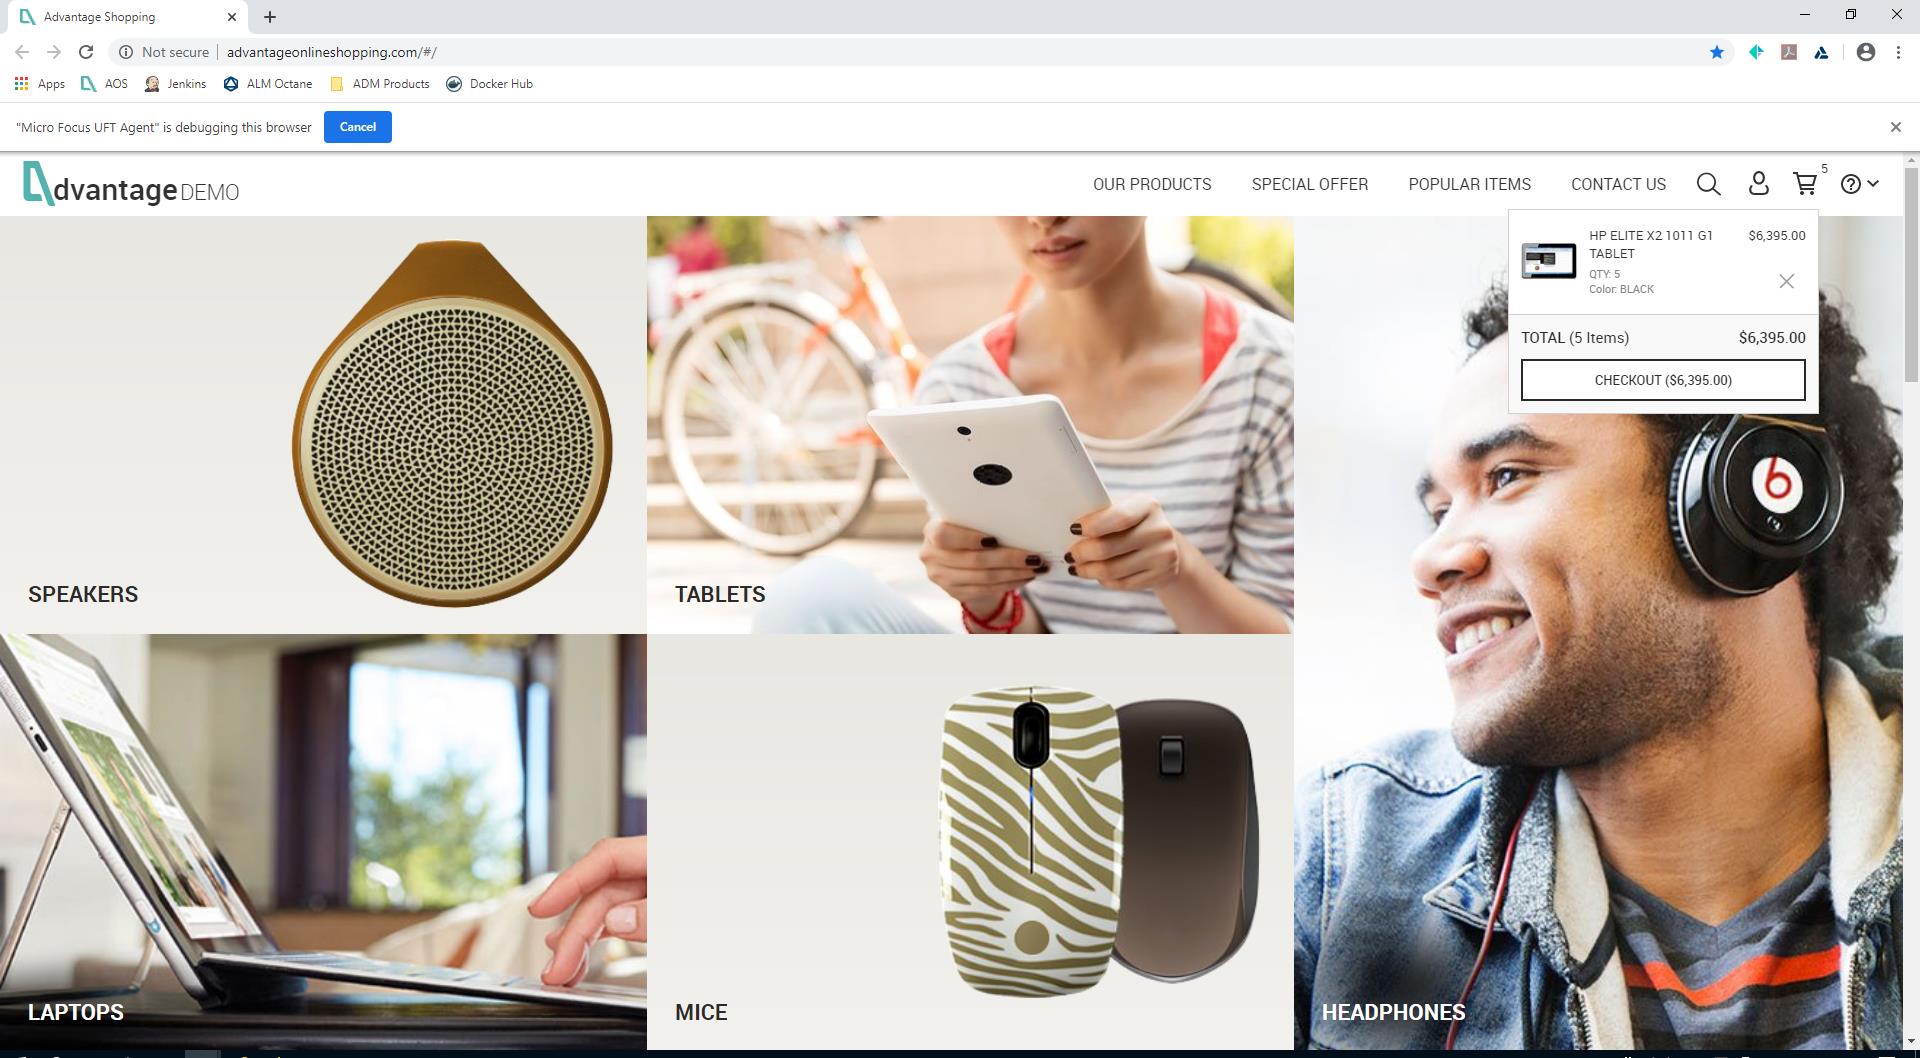 Advantage Shopping
Not secure
advantageonlineshopping.com/#/
Apps
AOS
Jenkins
ALM Octane
ADM Products
Docker Hub
"Micro Focus UFT Agent" is debugging this browser
Cancel
dvantage DEMO
OUR PRODUCTS
SPECIAL OFFER
POPULAR ITEMS
CONTACT US
5
HP ELITE X2 1011 G1 $6,395.00
TABLET
QTY: 5
Color: BLACK
TOTAL (5 Items) $6,395.00
CHECKOUT ($6,395.00)
SPEAKERS
TABLETS
LAPTOPS
MICE
HEADPHONES